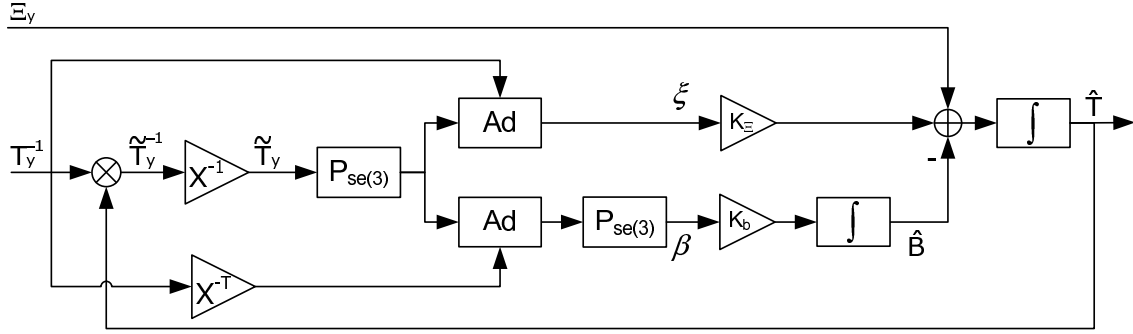 Ξy
Ad
ξ
KΞ
-
∫
T̂
Ty⁻¹
⊗
T̃y⁻¹
X⁻¹
T̃y
Pse(3)
Ad
Pse(3)
β
Kb
∫
B̂
X⁻ᵀ